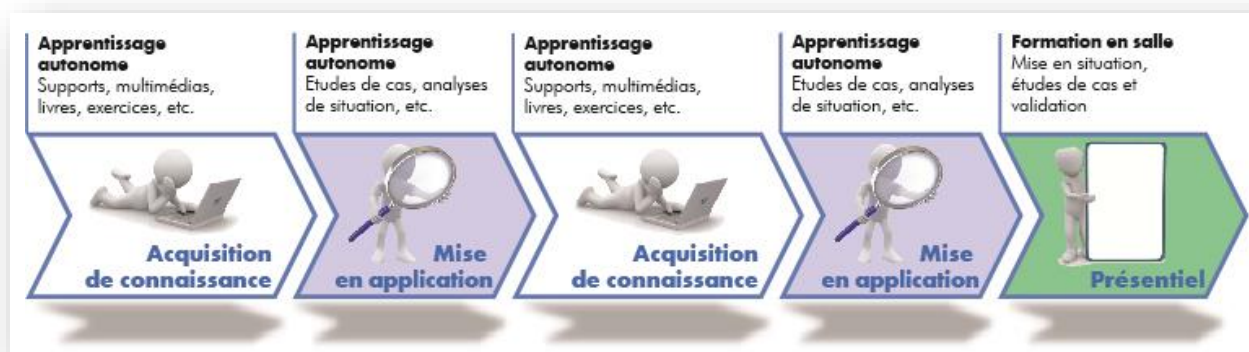 Apprentissage
autonome
Supports, multimédias,
livres, exercices, etc.
Acquisition
de connaissance
Apprentissage
autonome
Etudes de cas, analyses
de situation, etc.
Mise
en application
Apprentissage
autonome
Supports, multimédias,
livres, exercices, etc.
Acquisition
de connaissance
Apprentissage
autonome
Etudes de cas, analyses
de situation, etc.
Mise
en application
Formation en salle
Mise en situation,
études de cas et
validation
Présentiel